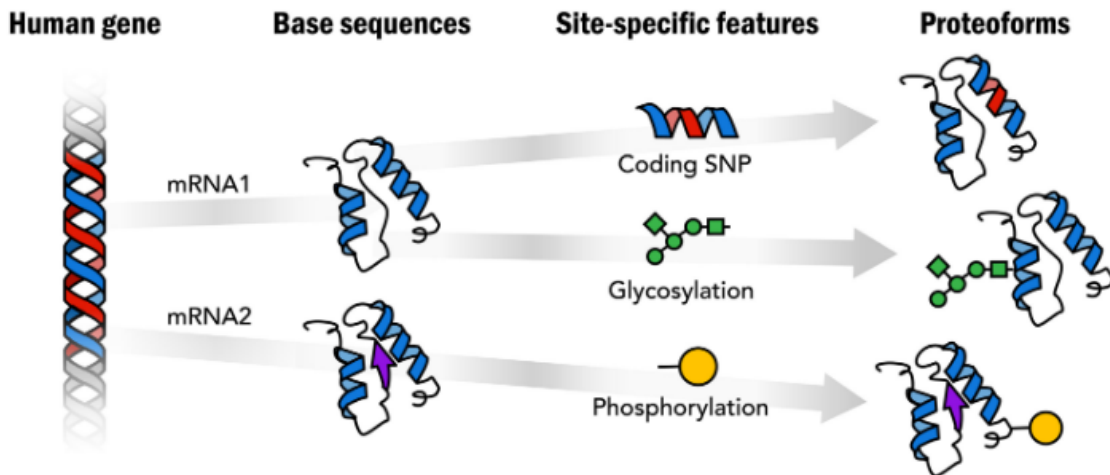 Human gene
Base sequences
Site-specific features
Proteoforms
mRNA1
Coding SNP
Glycosylation
mRNA2
Phosphorylation